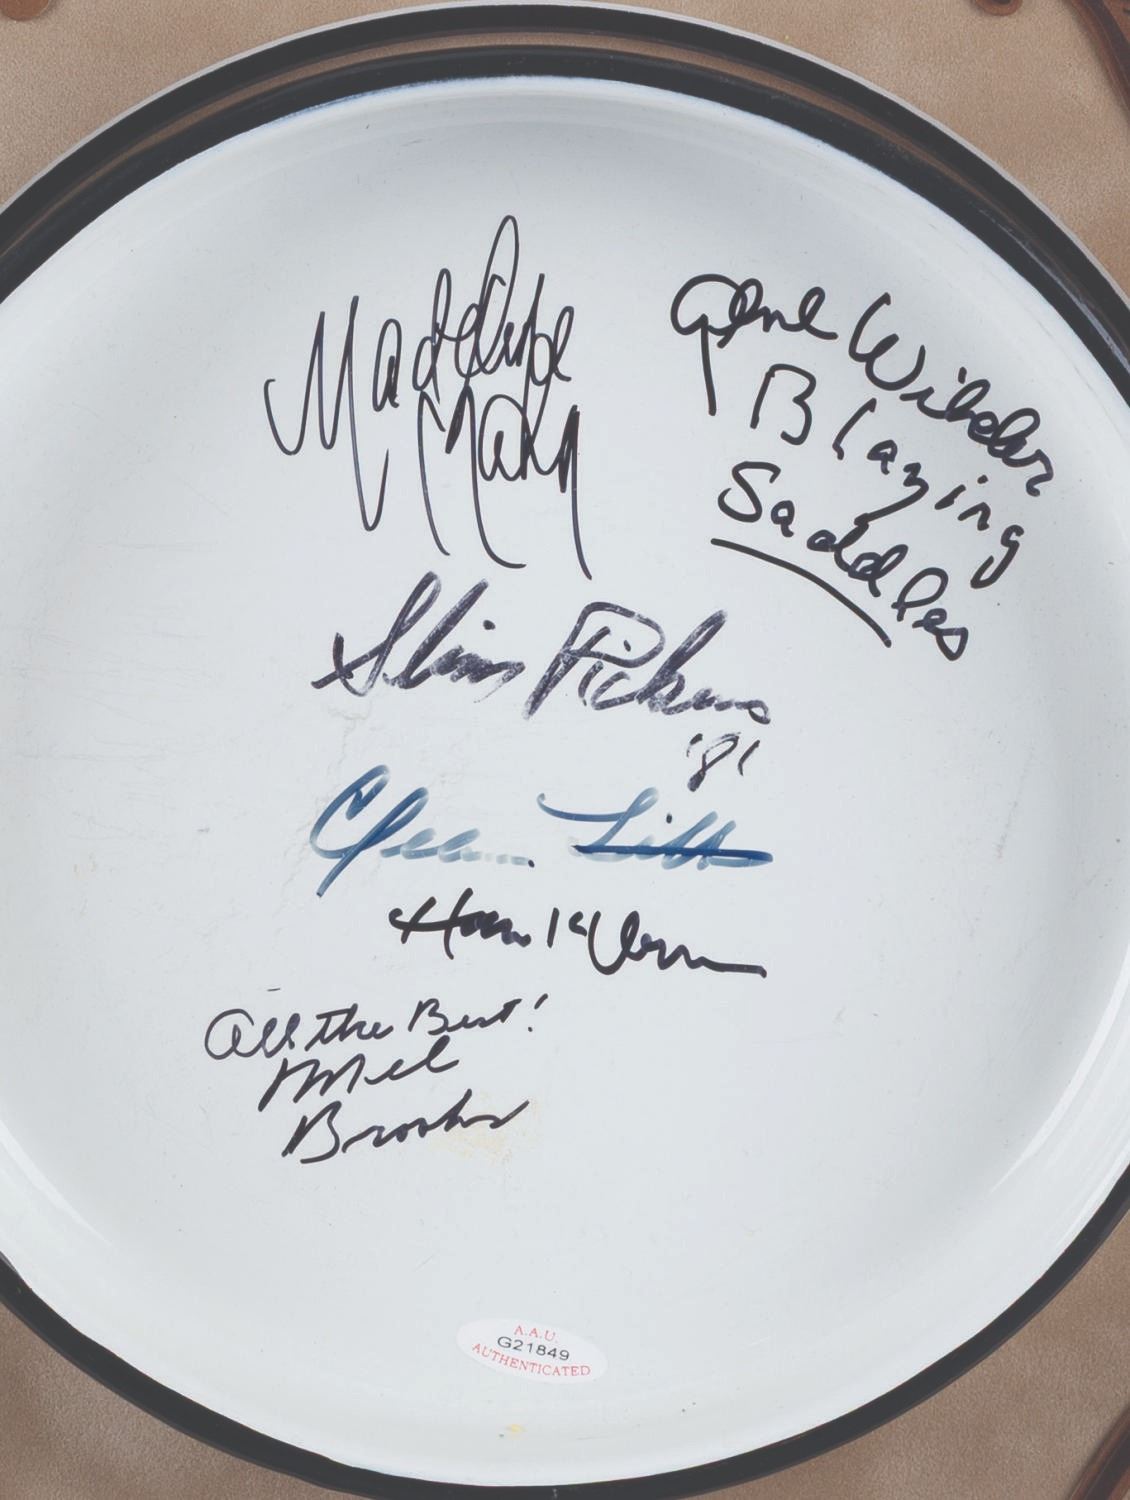 Madeline
Kahn
Gene Wilder
Blazing
Saddles
Slim Pickens
'81
Cleavon Little
Harvey Korman
All the Best!
Mel
Brooks
A.A.U.
G21849
AUTHENTICATED